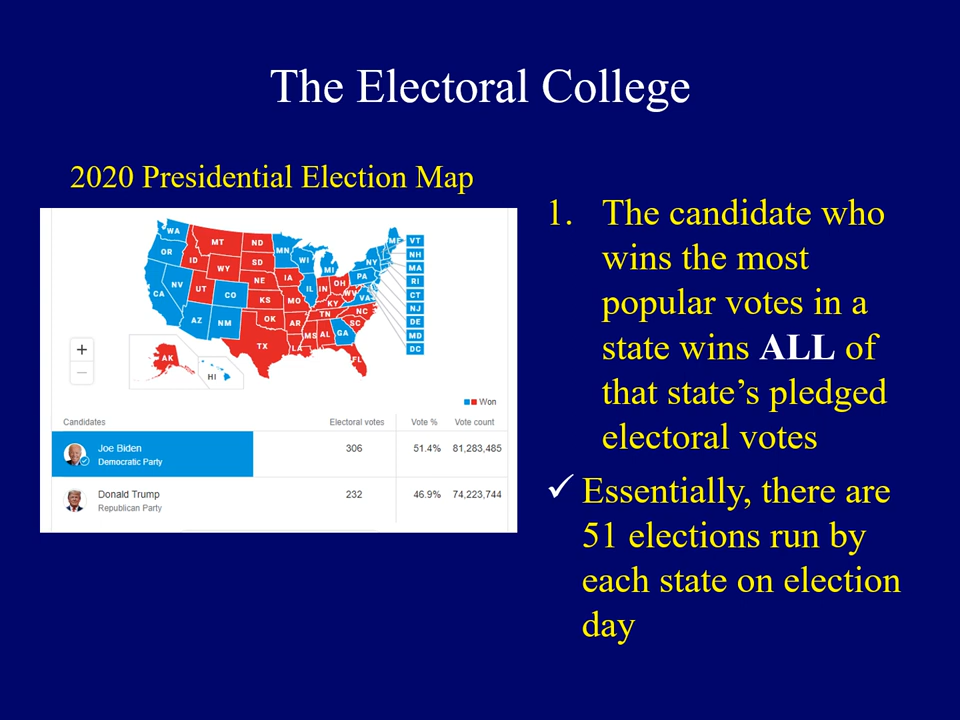 The Electoral College
2020 Presidential Election Map
WA
MT
ND
MN
ME
VT
OR
ID
SD
WI
NY
NH
WY
MI
MA
NE
IA
PA
RI
NV
UT
IL
IN
OH
CT
CA
CO
KS
MO
WV
VA
NJ
KY
DE
AZ
NM
OK
AR
TN
NC
SC
MD
MS
AL
GA
DC
TX
LA
FL
AK
HI
+
−
Won
Candidates Electoral votes Vote % Vote count
Joe Biden 306 51.4% 81,283,485
Democratic Party
Donald Trump 232 46.9% 74,223,744
Republican Party
1. The candidate who
wins the most
popular votes in a
state wins ALL of
that state’s pledged
electoral votes
✓ Essentially, there are
51 elections run by
each state on election
day